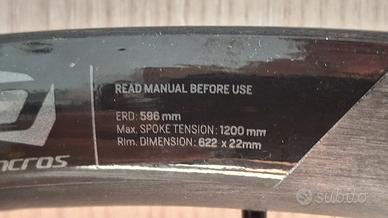 READ MANUAL BEFORE USE
ERD: 596 mm
Max. SPOKE TENSION: 1200 mm
Rim. DIMENSION: 622 x 22mm
ncros
subito